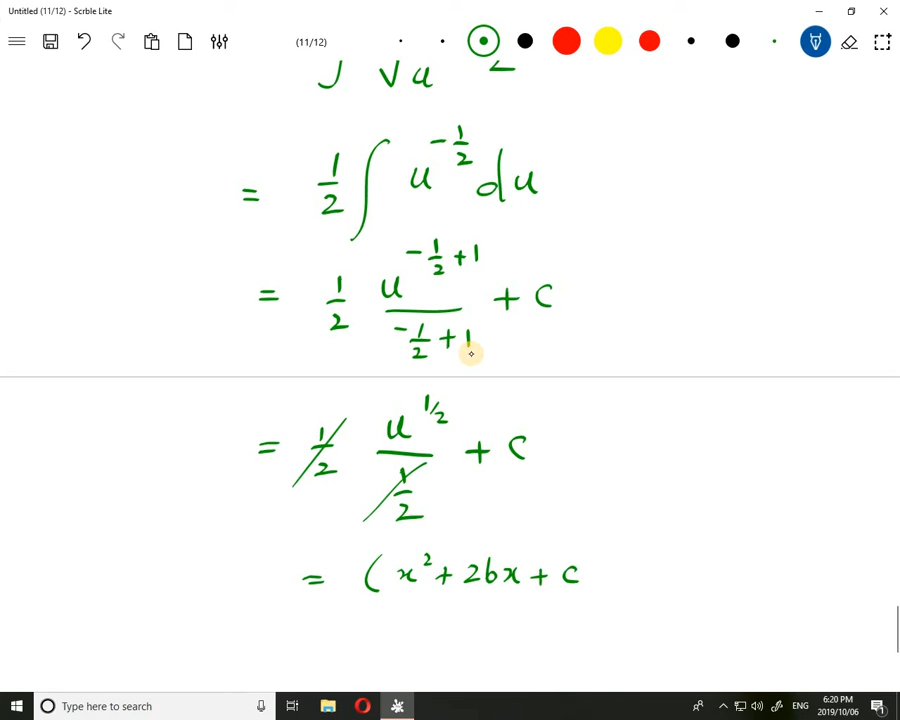 Untitled (11/12) - Scrble Lite
(11/12)
∫ √u 2
= 1/2 ∫ u^(-1/2) du
= 1/2 u^(-1/2 + 1) / (-1/2 + 1) + c
= 1/2 u^(1/2) / (1/2) + c
= ( x² + 2bx + c
Type here to search
ENG
6:20 PM
2019/10/06
1